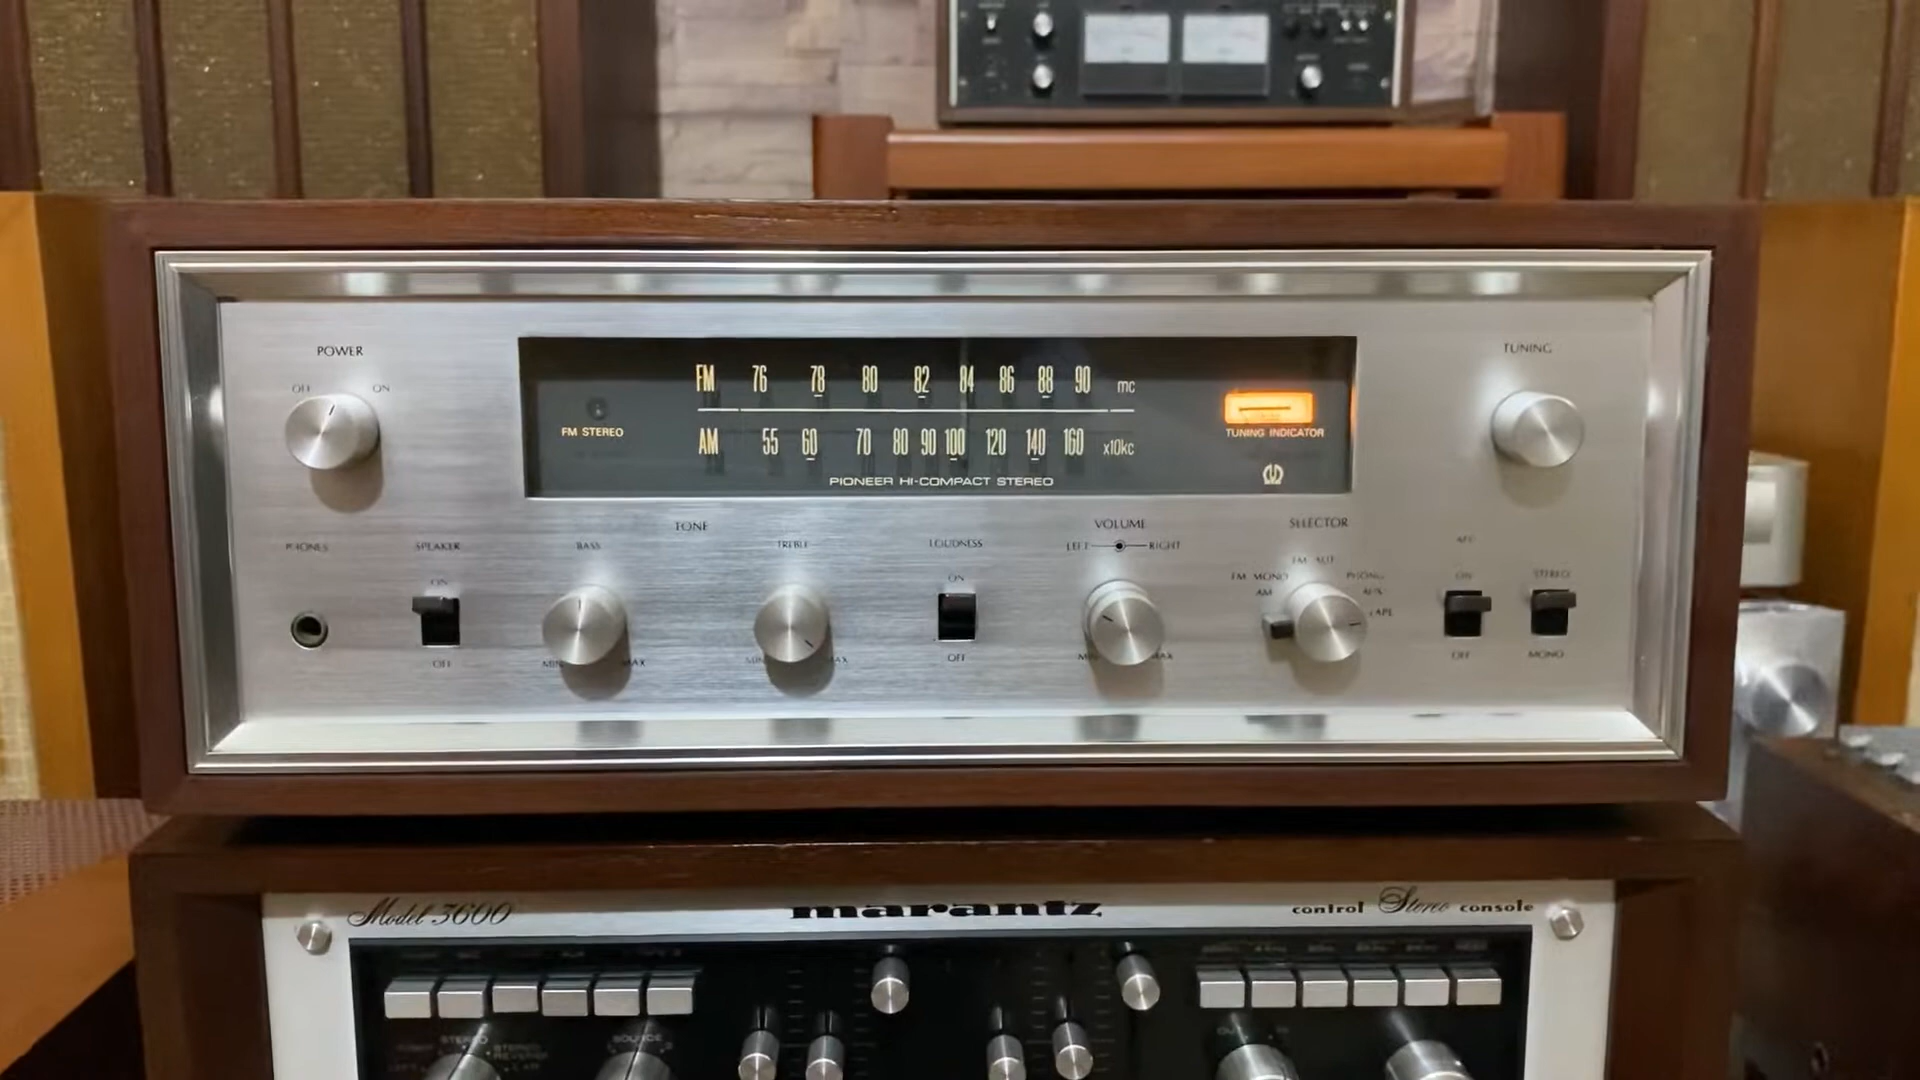 POWER
OFF ON
FM 76 78 80 82 84 86 88 90 mc
FM STEREO
AM 55 60 70 80 90 100 120 140 160 x10kc
PIONEER HI-COMPACT STEREO
TUNING INDICATOR
TUNING
TONE
VOLUME
LEFT RIGHT
SELECTOR
PHONES
SPEAKER
ON
OFF
BASS
MIN MAX
TREBLE
MIN MAX
LOUDNESS
ON
OFF
MIN MAX
FM AUT
FM MONO
AM
PHONO
AUX
ON
OFF
STEREO
MONO
Model 3600
marantz
control Stereo console
SOURCE